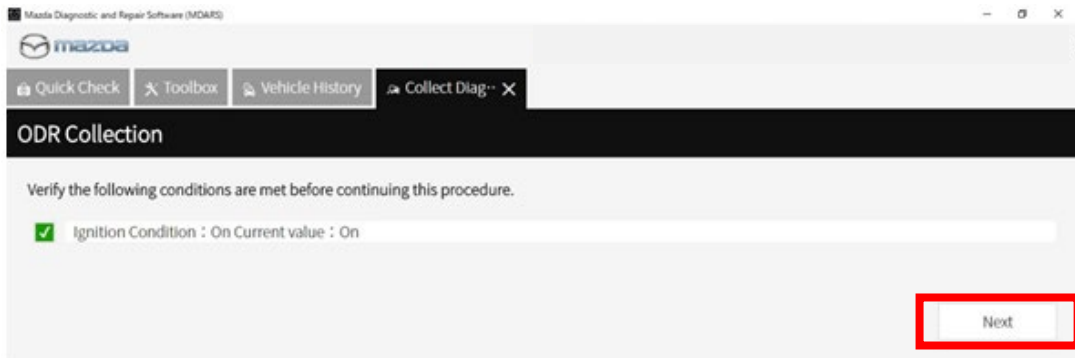 Mazda Diagnostic and Repair Software (MDARS)
mazda
Quick Check Toolbox Vehicle History Collect Diag··
ODR Collection
Verify the following conditions are met before continuing this procedure.
Ignition Condition：On Current value：On
Next